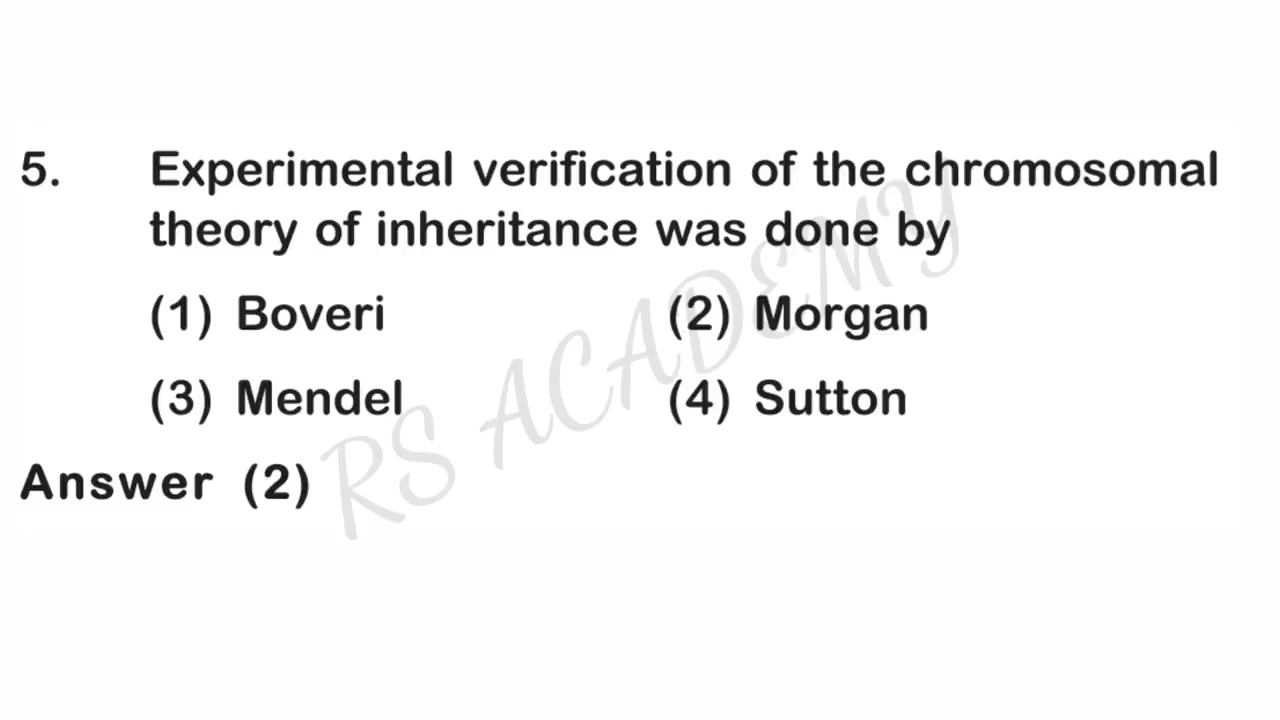 5. Experimental verification of the chromosomal
theory of inheritance was done by
(1) Boveri (2) Morgan
(3) Mendel (4) Sutton
Answer (2)
RS ACADEMY